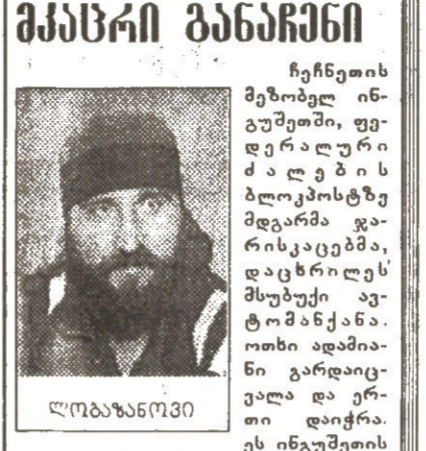 მკაცრი განაჩენი
ლობაზანოვი
ჩეჩნეთის
მეზობელ ინ-
გუშეთში, ფე-
დერალური
ძალების
ბლოკპოსტზე
მდგარმა ჯა-
რისკაცებმა,
დაცხრილეს
მსუბუქი ავ-
ტომანქანა.
ოთხი ადამია-
ნი გარდაიც-
ვალა და ერ-
თი დაიჭრა.
ეს ინგუშეთის